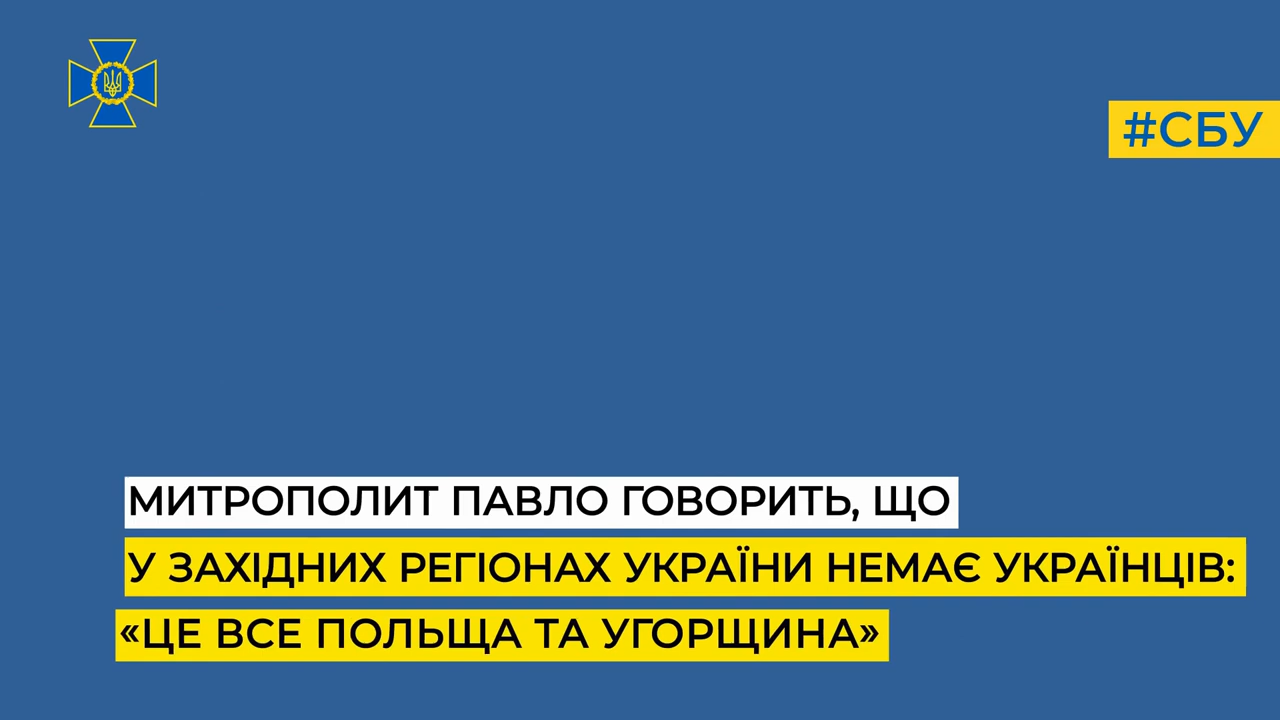 #СБУ
МИТРОПОЛИТ ПАВЛО ГОВОРИТЬ, ЩО
У ЗАХІДНИХ РЕГІОНАХ УКРАЇНИ НЕМАЄ УКРАЇНЦІВ:
«ЦЕ ВСЕ ПОЛЬЩА ТА УГОРЩИНА»